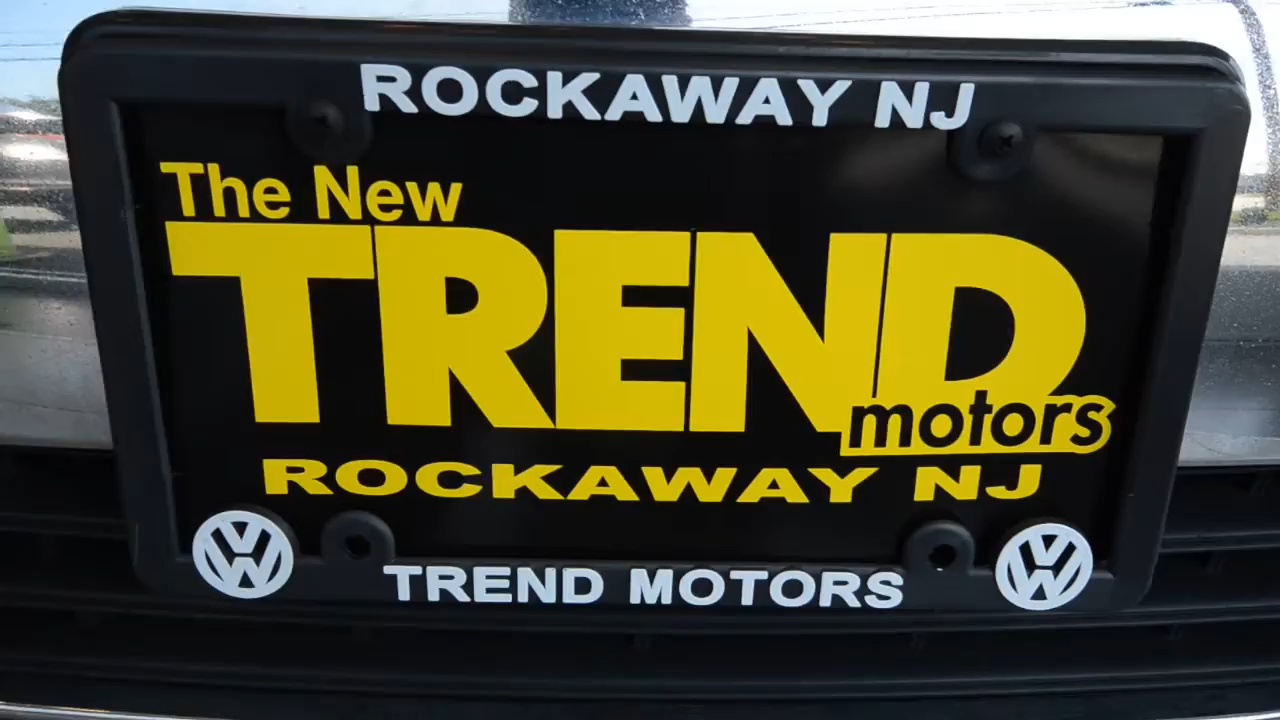 ROCKAWAY NJ
The New
TREND
motors
ROCKAWAY NJ
TREND MOTORS